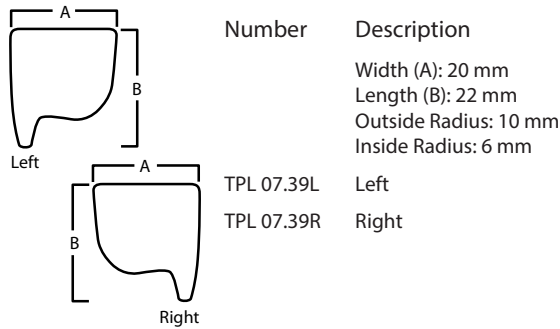 A
B
Left
A
B
Right
Number Description
Width (A): 20 mm
Length (B): 22 mm
Outside Radius: 10 mm
Inside Radius: 6 mm
TPL 07.39L Left
TPL 07.39R Right